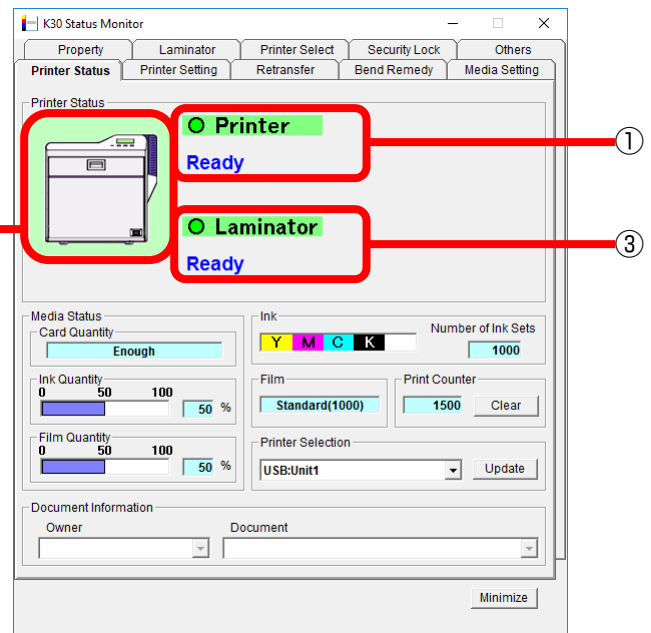 K30 Status Monitor
Property Laminator Printer Select Security Lock Others
Printer Status Printer Setting Retransfer Bend Remedy Media Setting
Printer Status
Printer
Ready
①
Laminator
Ready
③
Media Status
Card Quantity
Enough
Ink Quantity
0 50 100
50 %
Film Quantity
0 50 100
50 %
Ink
Y M C K
Number of Ink Sets
1000
Film
Standard(1000)
Print Counter
1500 Clear
Printer Selection
USB:Unit1 Update
Document Information
Owner Document
Minimize